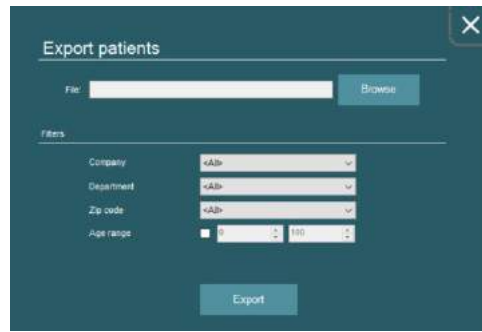 Export patients
File:
Browse
Filters
Company <All>
Department <All>
Zip code <All>
Age range 0 100
Export